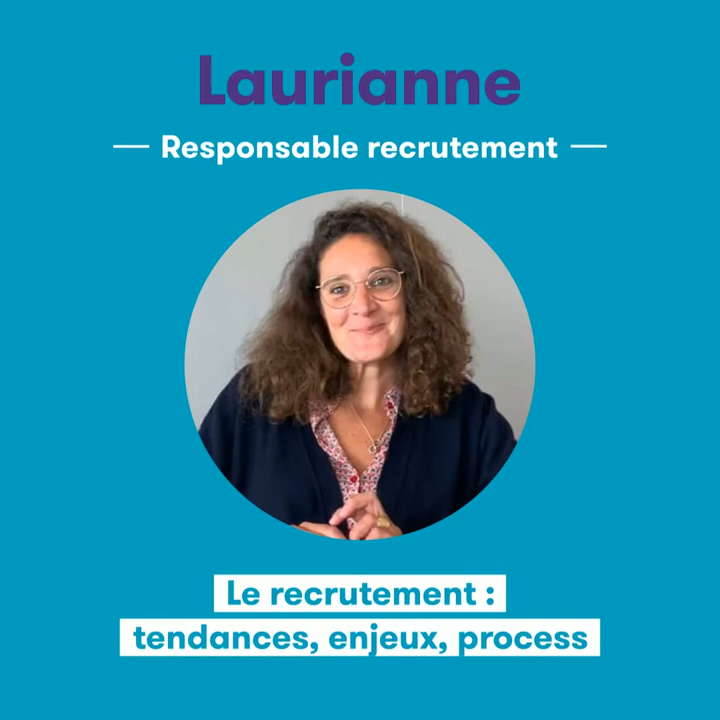 Laurianne
Responsable recrutement
Le recrutement :
tendances, enjeux, process